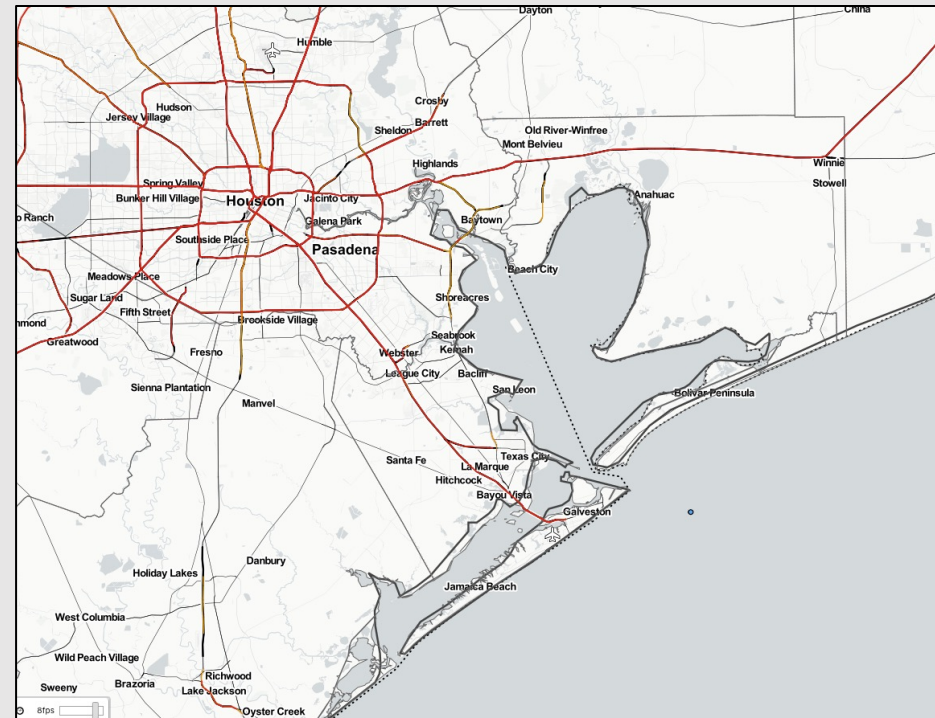 Dayton
China
Humble
Crosby
Hudson
Jersey Village
Barrett
Sheldon
Old River-Winfree
Mont Belvieu
Highlands
Winnie
Spring Valley
Stowell
Bunker Hill Village
Houston
Jacinto City
Anahuac
o Ranch
Galena Park
Baytown
Southside Place
Pasadena
Beach City
Meadows Place
Sugar Land
Shoreacres
Fifth Street
mmond
Brookside Village
Greatwood
Seabrook
Kemah
Fresno
Webster
League City
Bacliff
Sienna Plantation
San Leon
Bolivar Peninsula
Manvel
Santa Fe
Texas City
La Marque
Hitchcock
Bayou Vista
Galveston
Danbury
Holiday Lakes
Jamaica Beach
West Columbia
Wild Peach Village
Richwood
Sweeny
Brazoria
Lake Jackson
8fps
Oyster Creek